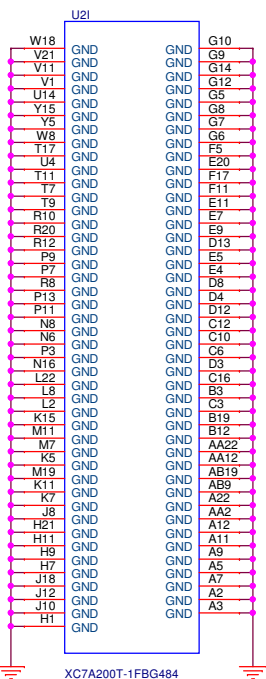 U2I
W18 GND GND G10
V21 GND GND G9
V11 GND GND G14
V1 GND GND G12
U14 GND GND G5
Y15 GND GND G8
Y5 GND GND G7
W8 GND GND G6
T17 GND GND F5
U4 GND GND E20
T11 GND GND F17
T7 GND GND F11
T9 GND GND E11
R10 GND GND E7
R20 GND GND E9
R12 GND GND D13
P9 GND GND E5
P7 GND GND E4
R8 GND GND D8
P13 GND GND D4
P11 GND GND D12
N8 GND GND C12
N6 GND GND C10
P3 GND GND C6
N16 GND GND D3
L22 GND GND C16
L8 GND GND B3
L2 GND GND C3
K15 GND GND B19
M11 GND GND B12
M7 GND GND AA22
K5 GND GND AA12
M19 GND GND AB19
K11 GND GND AB9
K7 GND GND A22
J8 GND GND AA2
H21 GND GND A12
H11 GND GND A11
H9 GND GND A9
H7 GND GND A5
J18 GND GND A7
J12 GND GND A2
J10 GND GND A3
H1 GND
XC7A200T-1FBG484